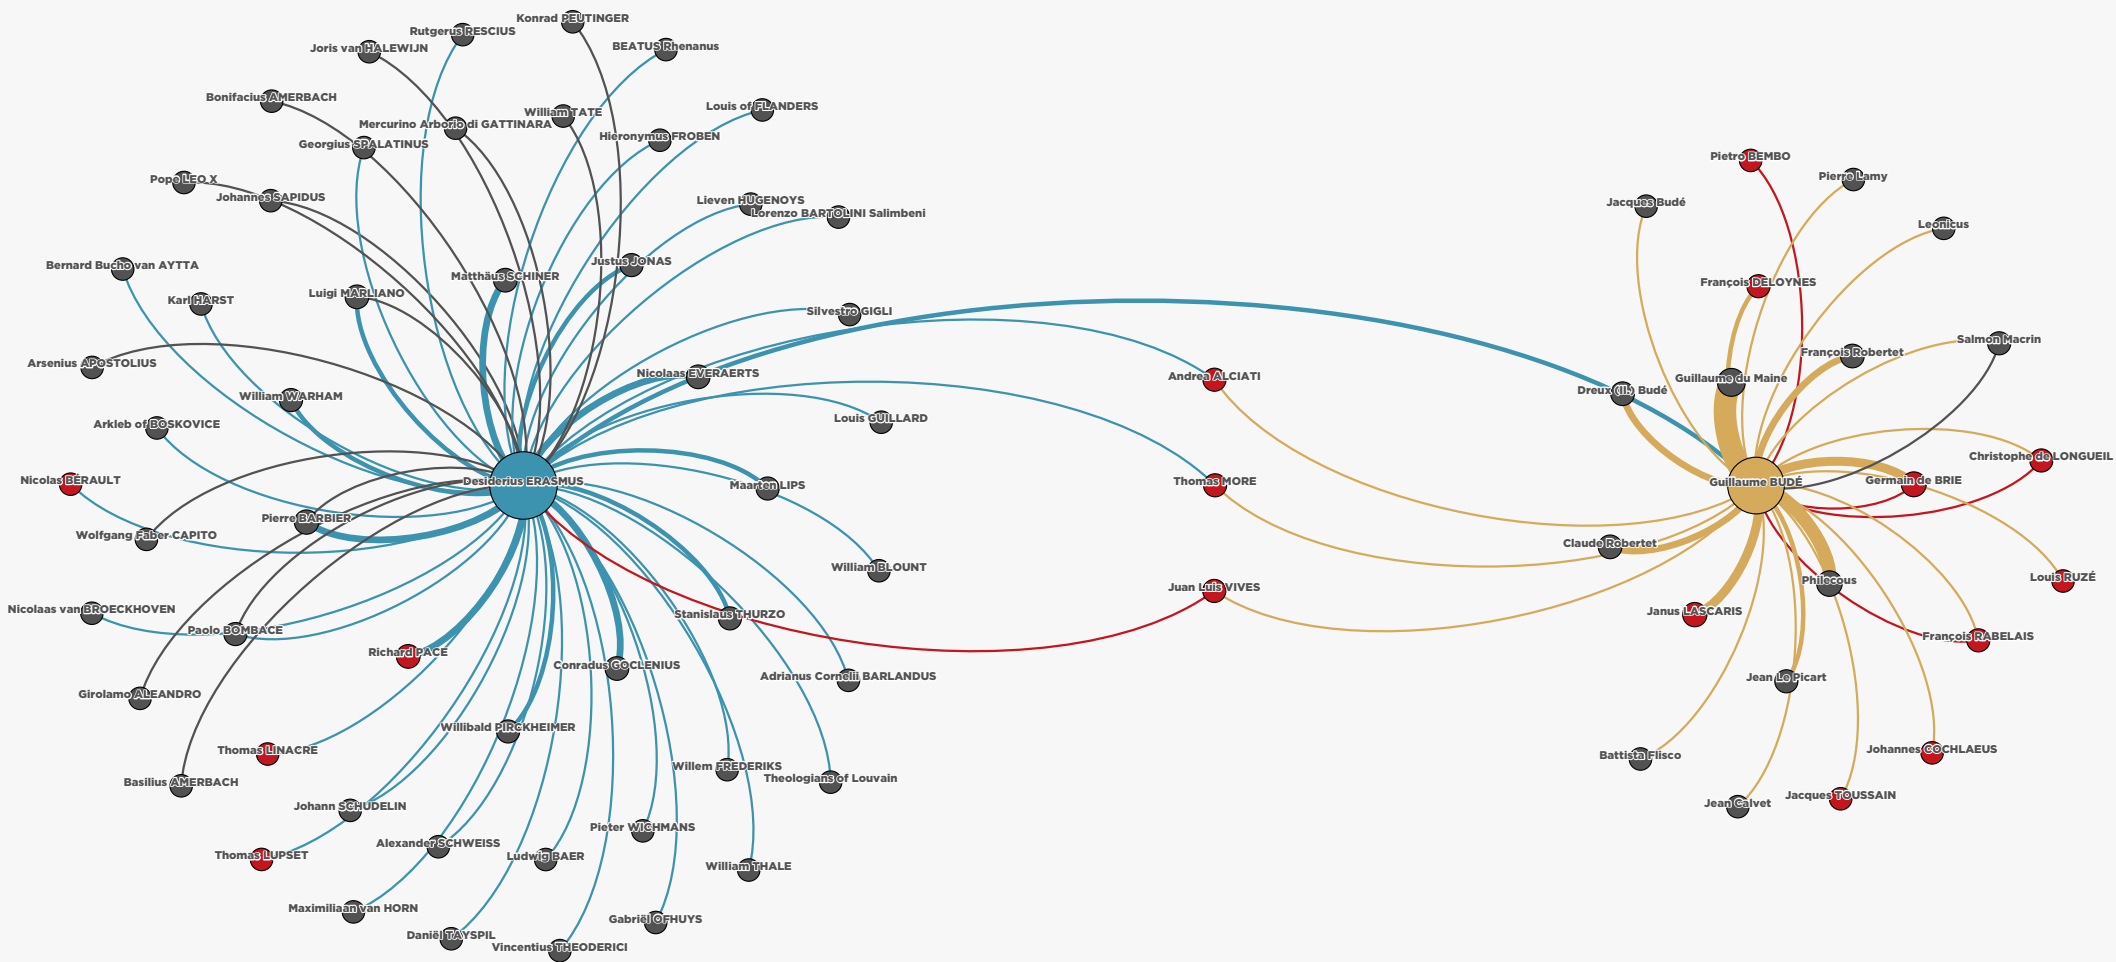 Konrad PEUTINGER
Rutgerus RESCIUS
Joris van HALEWIJN
BEATUS Rhenanus
Bonifacius AMERBACH
Louis of FLANDERS
William TATE
Mercurino Arborio di GATTINARA
Hieronymus FROBEN
Georgius SPALATINUS
Pope LEO X
Johannes SAPIDUS
Lieven HUGENOYS
Lorenzo BARTOLINI Salimbeni
Bernard Bucho van AYTTA
Justus JONAS
Matthäus SCHINER
Karl HARST
Luigi MARLIANO
Silvestro GIGLI
Arsenius APOSTOLIUS
Nicolaas EVERAERTS
William WARHAM
Louis GUILLARD
Arkleb of BOSKOVICE
Nicolas BÉRAULT
Desiderius ERASMUS
Maarten LIPS
Pierre BARBIER
Wolfgang Faber CAPITO
William BLOUNT
Nicolaas van BROECKHOVEN
Stanislaus THURZO
Paolo BOMBACE
Richard PACE
Conradus GOCLENIUS
Adrianus Cornelii BARLANDUS
Girolamo ALEANDRO
Willibald PIRCKHEIMER
Thomas LINACRE
Willem FREDERIKS
Theologians of Louvain
Basilius AMERBACH
Johann SCHUDELIN
Pieter WICHMANS
Alexander SCHWEISS
Thomas LUPSET
Ludwig BAER
William THALE
Maximiliaan van HORN
Gabriël OFHUYS
Daniël TAYSPIL
Vincentius THEODERICI
Andrea ALCIATI
Thomas MORE
Juan Luis VIVES
Pietro BEMBO
Pierre Lamy
Jacques Budé
Leonicus
François DELOYNES
Salmon Macrin
François Robertet
Guillaume du Maine
Dreux (II.) Budé
Christophe de LONGUEIL
Guillaume BUDÉ
Germain de BRIE
Claude Robertet
Louis RUZÉ
Philecous
Janus LASCARIS
François RABELAIS
Jean Le Picart
Johannes COCHLAEUS
Battista Flisco
Jacques TOUSSAIN
Jean Calvet